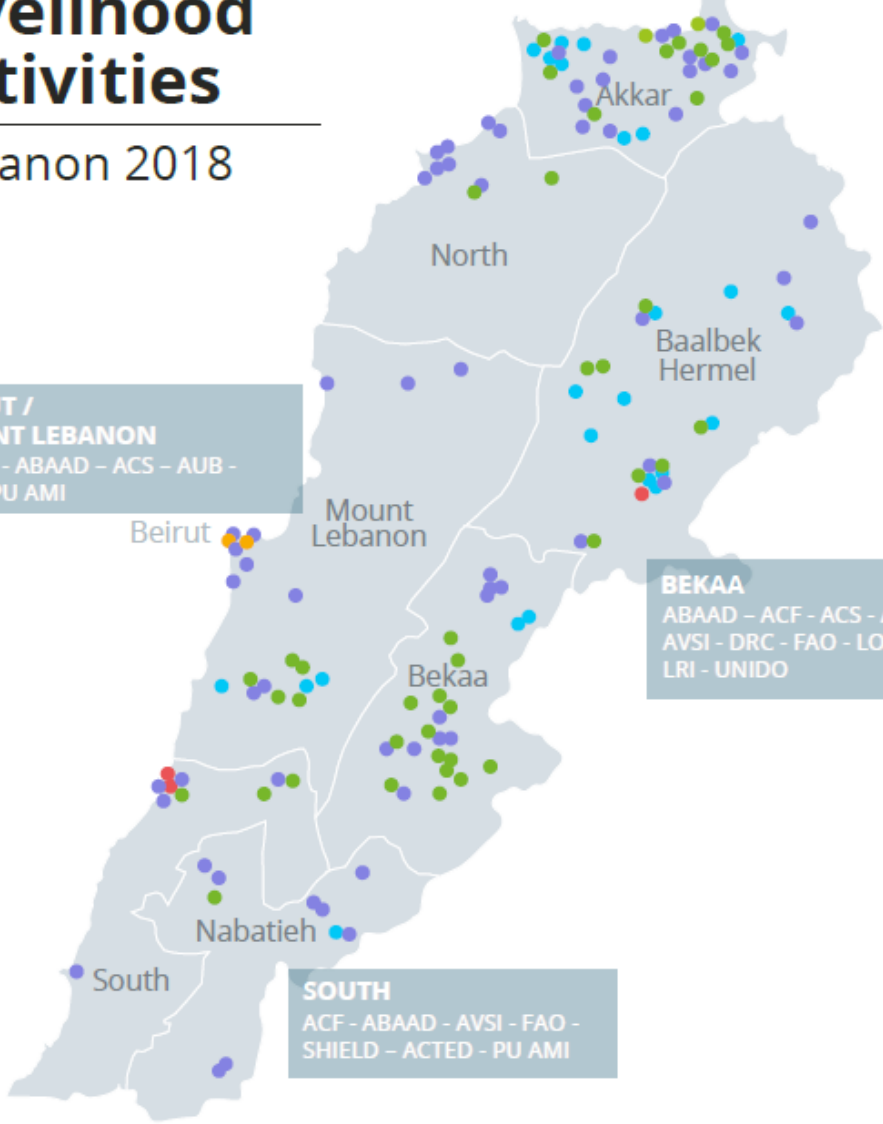 velihood
tivities
anon 2018
Akkar
North
Baalbek
Hermel
UT /
NT LEBANON
- ABAAD – ACS – AUB -
PU AMI
Mount
Lebanon
Beirut
BEKAA
ABAAD – ACF - ACS - A
AVSI - DRC - FAO - LO
LRI - UNIDO
Bekaa
Nabatieh
South
SOUTH
ACF - ABAAD - AVSI - FAO -
SHIELD – ACTED - PU AMI